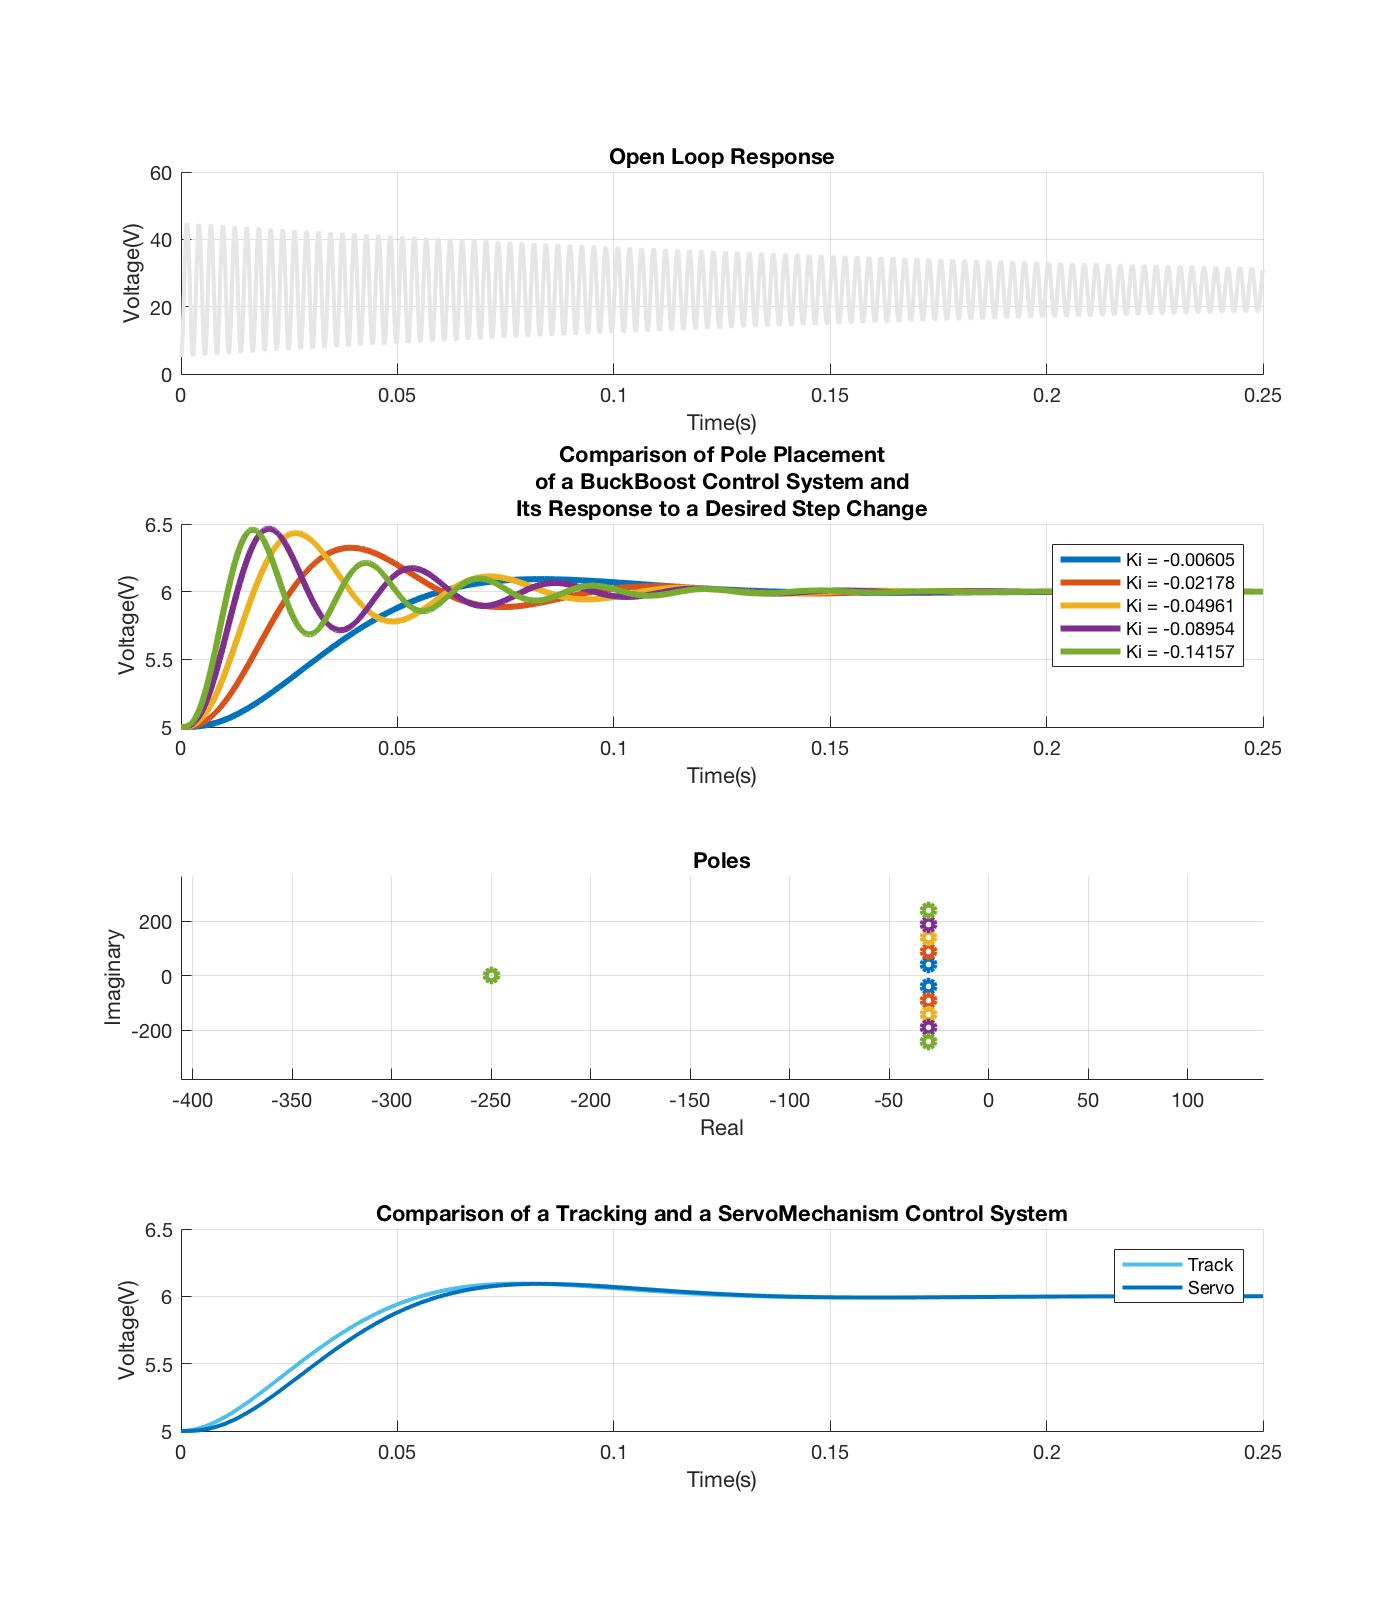 Open Loop Response
60
40
20
0
Voltage(V)
0 0.05 0.1 0.15 0.2 0.25
Time(s)
Comparison of Pole Placement
of a BuckBoost Control System and
Its Response to a Desired Step Change
6.5
6
5.5
5
Voltage(V)
Ki = -0.00605
Ki = -0.02178
Ki = -0.04961
Ki = -0.08954
Ki = -0.14157
0 0.05 0.1 0.15 0.2 0.25
Time(s)
Poles
200
0
-200
Imaginary
-400 -350 -300 -250 -200 -150 -100 -50 0 50 100
Real
Comparison of a Tracking and a ServoMechanism Control System
6.5
6
5.5
5
Voltage(V)
Track
Servo
0 0.05 0.1 0.15 0.2 0.25
Time(s)